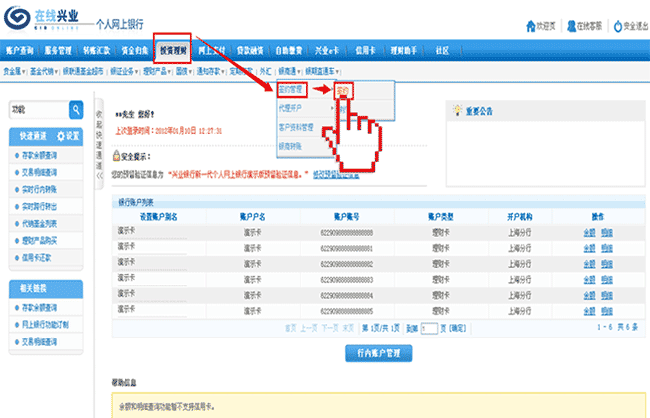 在线兴业 个人网上银行
CIB ONLINE
欢迎页 在线客服 安全退出
账户查询 服务管理 转账汇款 资金归集 投资理财 网上支付 贷款融资 自助缴费 兴业e卡 信用卡 理财助手 社区
贵金属 基金代销 银联通基金超市 银证业务 理财产品 国债 通知存款 定期存款 外汇 银商通 银期直通车
功能
收起快速通道
签约管理 签约
代理开户
客户资料管理
银商转账
**先生 您好!
上次登录时间:2012年01月10日 12:27:31
重要公告
安全提示:
您的预留验证信息为 "兴业银行新一代个人网上银行演示版预留验证信息。" 修改预留验证信息
快速通道 设置
存款余额查询
交易明细查询
实时行内转账
实时跨行转出
代销基金列表
理财产品购买
信用卡还款
相关链接
存款余额查询
网上银行功能订制
交易明细查询
银行账户列表
设置账户别名 账户户名 账户账号 账户类型 开户机构 操作
演示卡 演示卡 622909888888888888 理财卡 上海分行 余额 明细
演示卡 演示卡 622909888888888881 理财卡 上海分行 余额 明细
演示卡 演示卡 622909888888888882 理财卡 上海分行 余额 明细
演示卡 演示卡 622909888888888883 理财卡 上海分行 余额 明细
演示卡 演示卡 622909888888888884 理财卡 上海分行 余额 明细
演示卡 演示卡 622909888888888885 理财卡 上海分行 余额 明细
首页 上一页 下一页 末页 第 1页/共 1页 到第 1 页 [确定] 1 - 6 共 6 条
行内账户管理
帮助信息
余额和明细查询功能暂不支持信用卡。